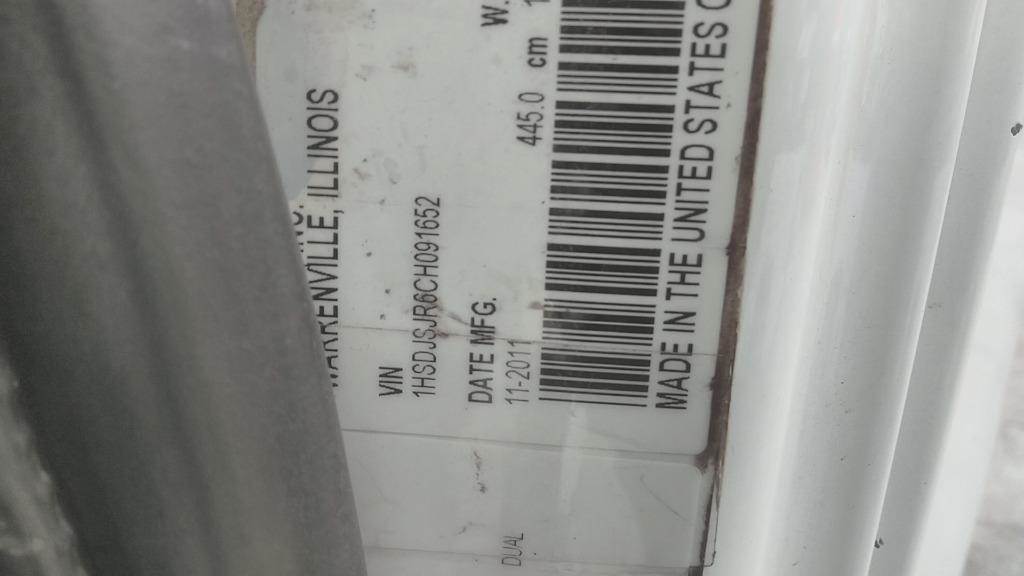 WARRENVILLE, ILLINOIS
VIN
1HSDJSJR6CH091652
DATE MFG.
11-2011
445.0 cm
MADE IN THE UNITED STATES
DUAL